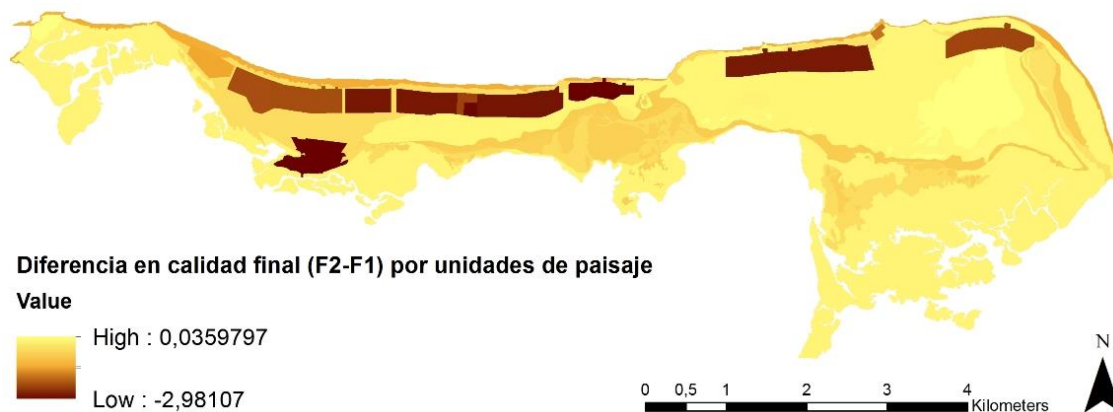 Diferencia en calidad final (F2-F1) por unidades de paisaje
Value
High : 0,0359797
Low : -2,98107
N
0 0,5 1 2 3 4
Kilometers